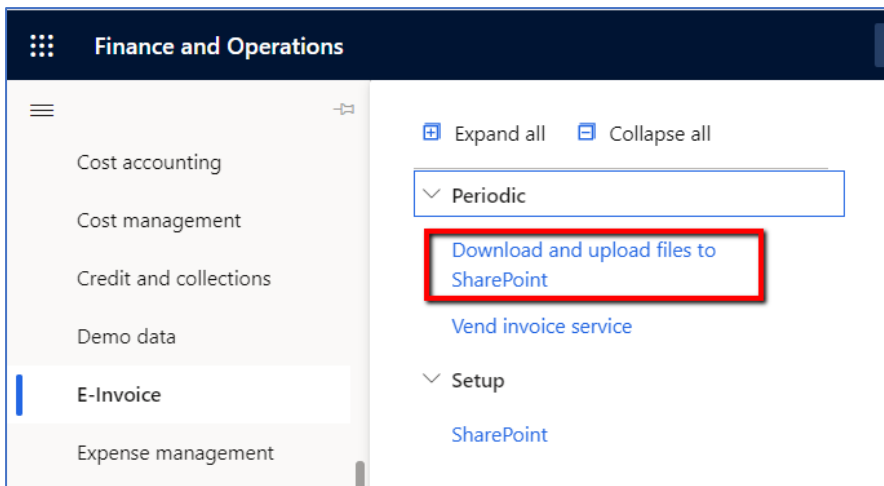 Finance and Operations
Cost accounting
Cost management
Credit and collections
Demo data
E-Invoice
Expense management
Expand all
Collapse all
Periodic
Download and upload files to
SharePoint
Vend invoice service
Setup
SharePoint